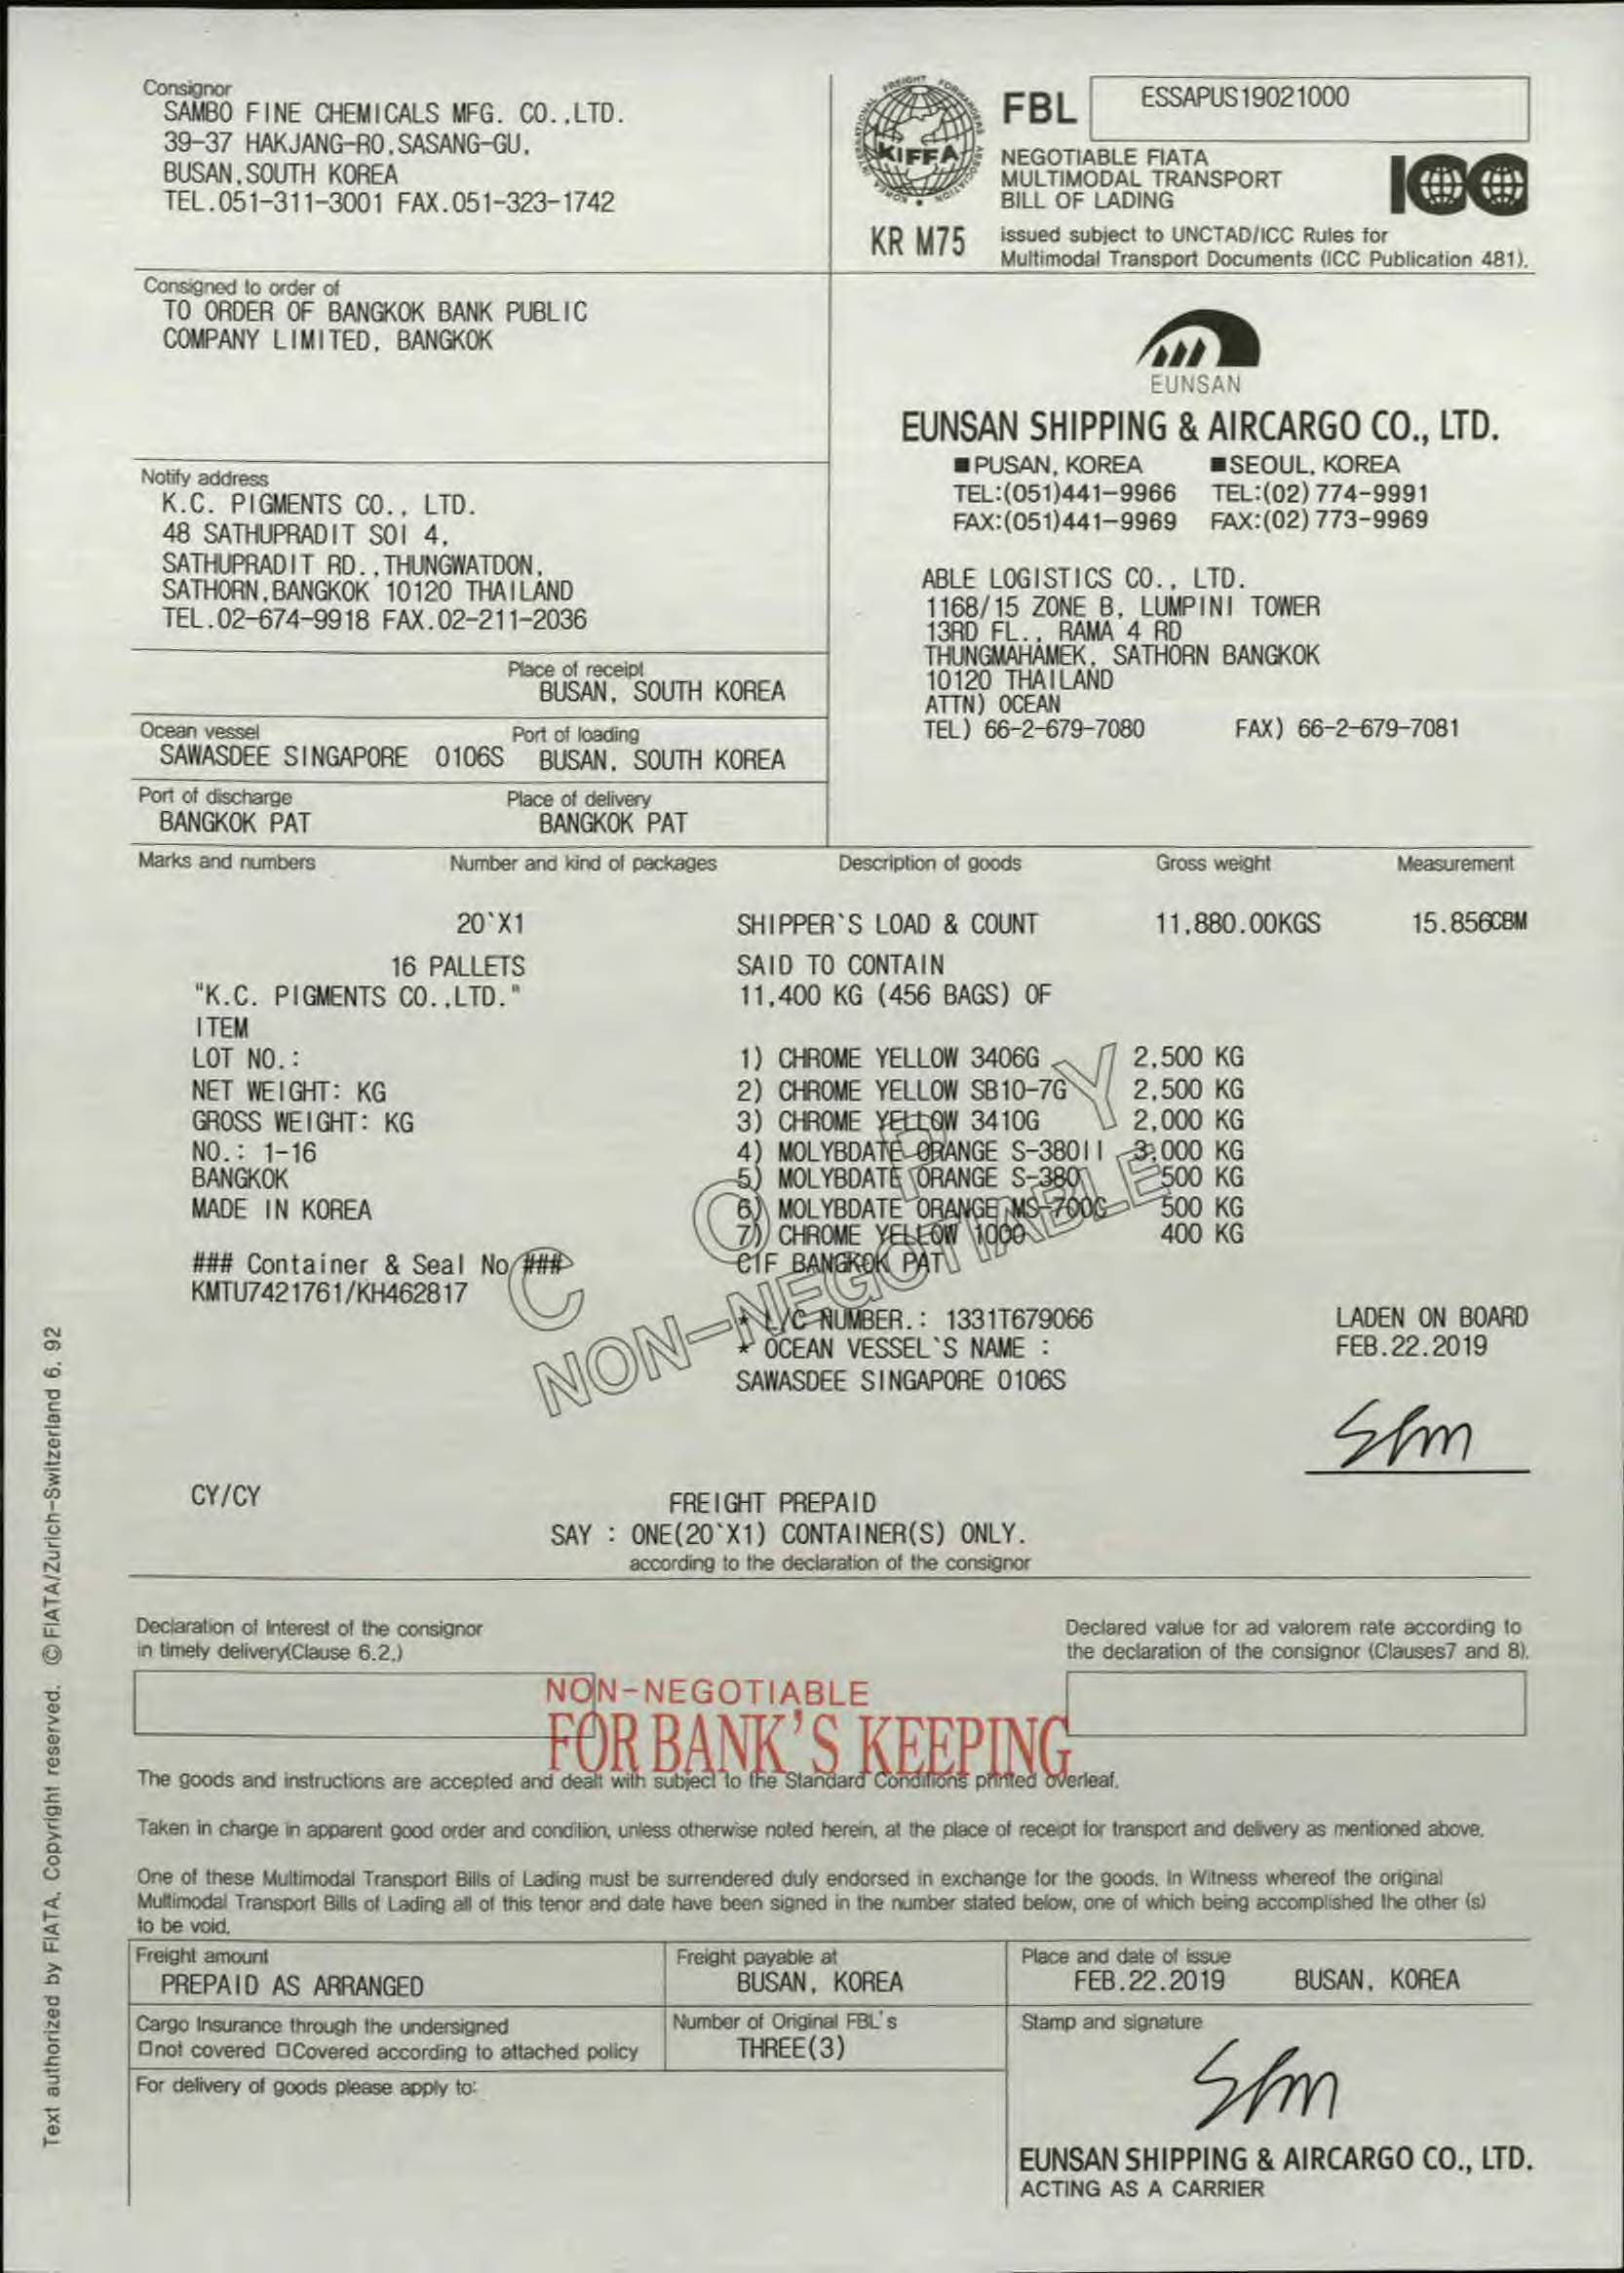 Consignor
SAMBO FINE CHEMICALS MFG. CO.,LTD.
39-37 HAKJANG-RO,SASANG-GU,
BUSAN,SOUTH KOREA
TEL.051-311-3001 FAX.051-323-1742
KIFFA
KR M75
FBL
ESSAPUS19021000
NEGOTIABLE FIATA
MULTIMODAL TRANSPORT
BILL OF LADING
ICC
issued subject to UNCTAD/ICC Rules for
Multimodal Transport Documents (ICC Publication 481).
Consigned to order of
TO ORDER OF BANGKOK BANK PUBLIC
COMPANY LIMITED, BANGKOK
EUNSAN
EUNSAN SHIPPING & AIRCARGO CO., LTD.
■PUSAN, KOREA ■SEOUL, KOREA
TEL:(051)441-9966 TEL:(02)774-9991
FAX:(051)441-9969 FAX:(02)773-9969
Notify address
K.C. PIGMENTS CO., LTD.
48 SATHUPRADIT SOI 4,
SATHUPRADIT RD.,THUNGWATDON,
SATHORN,BANGKOK 10120 THAILAND
TEL.02-674-9918 FAX.02-211-2036
ABLE LOGISTICS CO., LTD.
1168/15 ZONE B, LUMPINI TOWER
13RD FL., RAMA 4 RD
THUNGMAHAMEK, SATHORN BANGKOK
10120 THAILAND
ATTN) OCEAN
TEL) 66-2-679-7080 FAX) 66-2-679-7081
Place of receipt
BUSAN, SOUTH KOREA
Ocean vessel Port of loading
SAWASDEE SINGAPORE 0106S BUSAN, SOUTH KOREA
Port of discharge Place of delivery
BANGKOK PAT BANGKOK PAT
Marks and numbers Number and kind of packages Description of goods Gross weight Measurement
20`X1 SHIPPER`S LOAD & COUNT 11,880.00KGS 15.856CBM
16 PALLETS SAID TO CONTAIN
"K.C. PIGMENTS CO.,LTD." 11,400 KG (456 BAGS) OF
ITEM
LOT NO.: 1) CHROME YELLOW 3406G 2,500 KG
NET WEIGHT: KG 2) CHROME YELLOW SB10-7G 2,500 KG
GROSS WEIGHT: KG 3) CHROME YELLOW 3410G 2,000 KG
NO.: 1-16 4) MOLYBDATE ORANGE S-380II 3,000 KG
BANGKOK 5) MOLYBDATE ORANGE S-380 500 KG
MADE IN KOREA 6) MOLYBDATE ORANGE MS-700G 500 KG
7) CHROME YELLOW 1000 400 KG
### Container & Seal No ### CIF BANGKOK PAT
KMTU7421761/KH462817
COPY
NON-NEGOTIABLE
* L/C NUMBER.: 1331T679066
* OCEAN VESSEL`S NAME :
SAWASDEE SINGAPORE 0106S
LADEN ON BOARD
FEB.22.2019
CY/CY FREIGHT PREPAID
SAY : ONE(20`X1) CONTAINER(S) ONLY.
according to the declaration of the consignor
Declaration of Interest of the consignor
in timely delivery(Clause 6.2.)
Declared value for ad valorem rate according to
the declaration of the consignor (Clauses7 and 8).
NON-NEGOTIABLE
FOR BANK'S KEEPING
The goods and instructions are accepted and dealt with subject to the Standard Conditions printed overleaf.
Taken in charge in apparent good order and condition, unless otherwise noted herein, at the place of receipt for transport and delivery as mentioned above.
One of these Multimodal Transport Bills of Lading must be surrendered duly endorsed in exchange for the goods. In Witness whereof the original
Multimodal Transport Bills of Lading all of this tenor and date have been signed in the number stated below, one of which being accomplished the other (s)
to be void.
Freight amount Freight payable at Place and date of issue
PREPAID AS ARRANGED BUSAN, KOREA FEB.22.2019 BUSAN, KOREA
Cargo Insurance through the undersigned Number of Original FBL's Stamp and signature
□not covered □Covered according to attached policy THREE(3)
For delivery of goods please apply to:
EUNSAN SHIPPING & AIRCARGO CO., LTD.
ACTING AS A CARRIER
Text authorized by FIATA. Copyright reserved. © FIATA/Zurich-Switzerland 6. 92